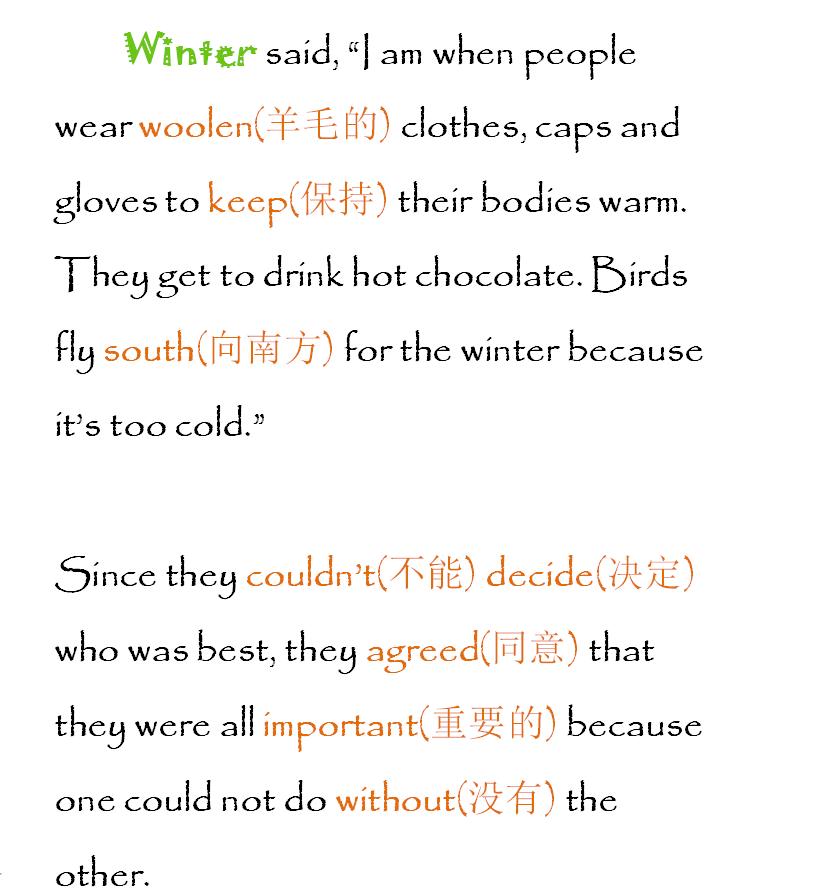 Winter said, “I am when people
wear woolen(羊毛的) clothes, caps and
gloves to keep(保持) their bodies warm.
They get to drink hot chocolate. Birds
fly south(向南方) for the winter because
it’s too cold.”
Since they couldn’t(不能) decide(决定)
who was best, they agreed(同意) that
they were all important(重要的) because
one could not do without(没有) the
other.